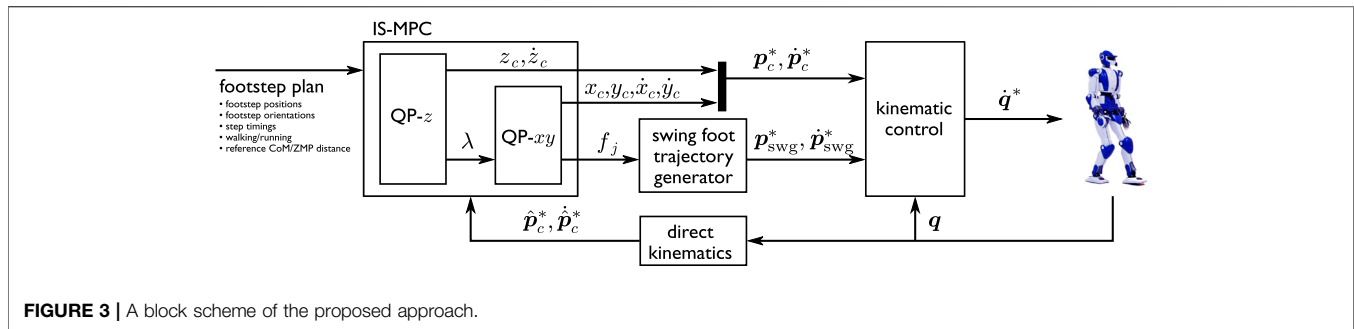 IS-MPC
footstep plan
• footstep positions
• footstep orientations
• step timings
• walking/running
• reference CoM/ZMP distance
QP-z
z_c, ż_c
x_c,y_c,ẋ_c,ẏ_c
λ
QP-xy
f_j
swing foot
trajectory
generator
p*_c, ṗ*_c
p*_swg, ṗ*_swg
kinematic
control
q̇*
p̂*_c, p̂̇*_c
direct
kinematics
q
FIGURE 3 | A block scheme of the proposed approach.